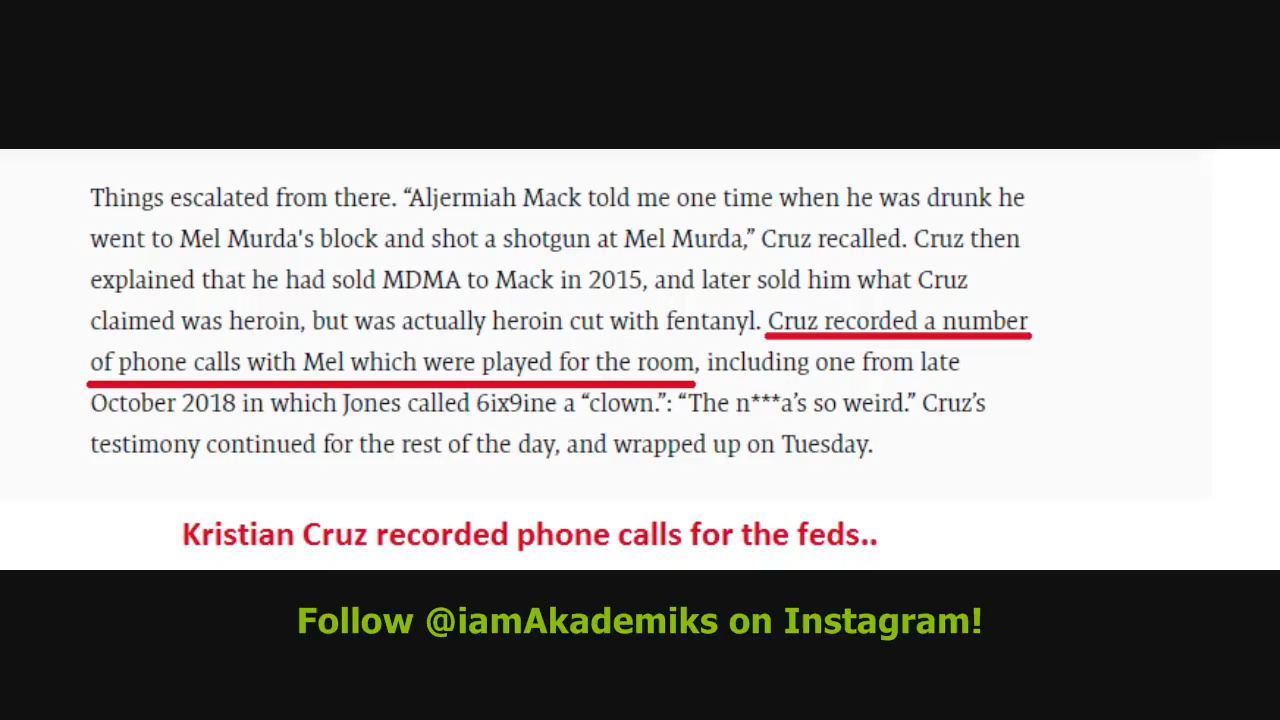 Things escalated from there. “Aljermiah Mack told me one time when he was drunk he
went to Mel Murda's block and shot a shotgun at Mel Murda,” Cruz recalled. Cruz then
explained that he had sold MDMA to Mack in 2015, and later sold him what Cruz
claimed was heroin, but was actually heroin cut with fentanyl. Cruz recorded a number
of phone calls with Mel which were played for the room, including one from late
October 2018 in which Jones called 6ix9ine a “clown.”: “The n***a’s so weird.” Cruz’s
testimony continued for the rest of the day, and wrapped up on Tuesday.
Kristian Cruz recorded phone calls for the feds..
Follow @iamAkademiks on Instagram!